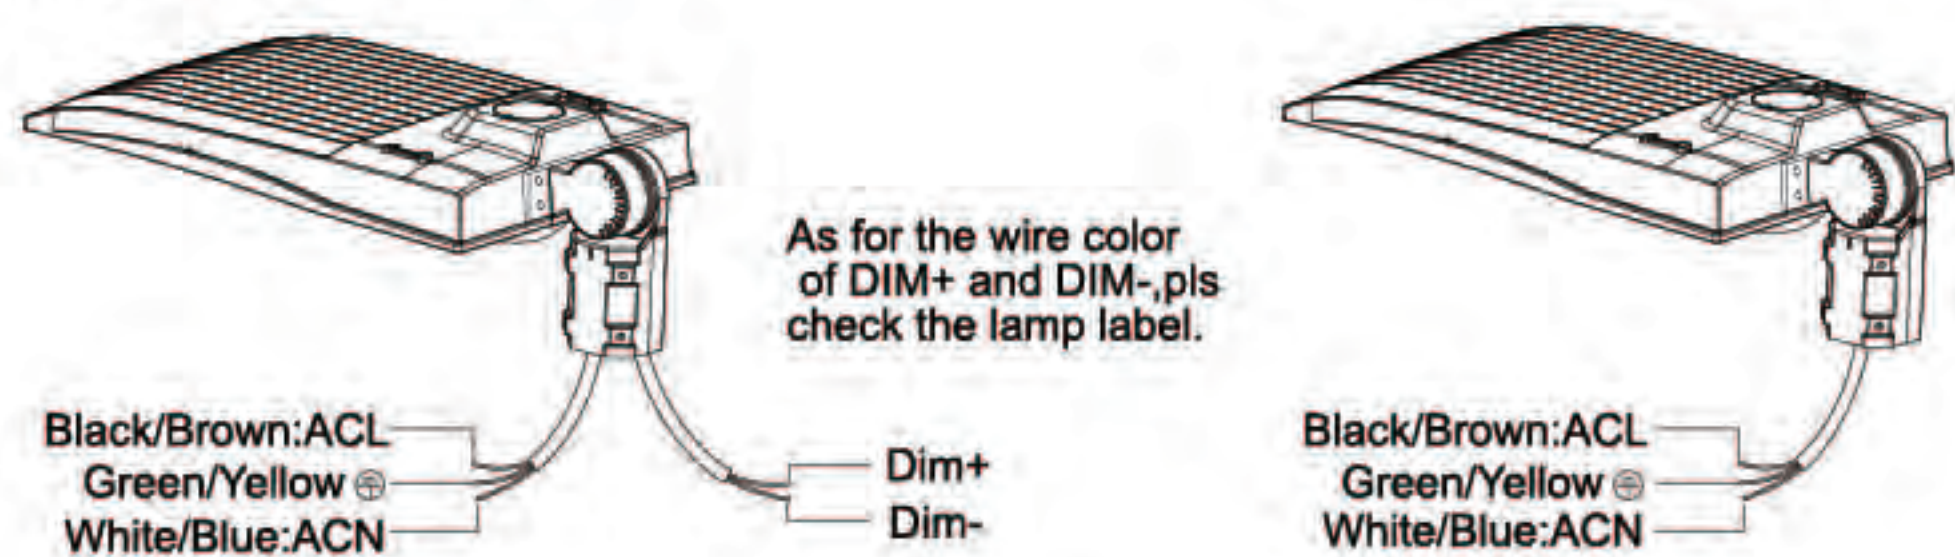 As for the wire color
of DIM+ and DIM-,pls
check the lamp label.
Black/Brown:ACL
Green/Yellow ⏚
White/Blue:ACN
Dim+
Dim-
Black/Brown:ACL
Green/Yellow ⏚
White/Blue:ACN